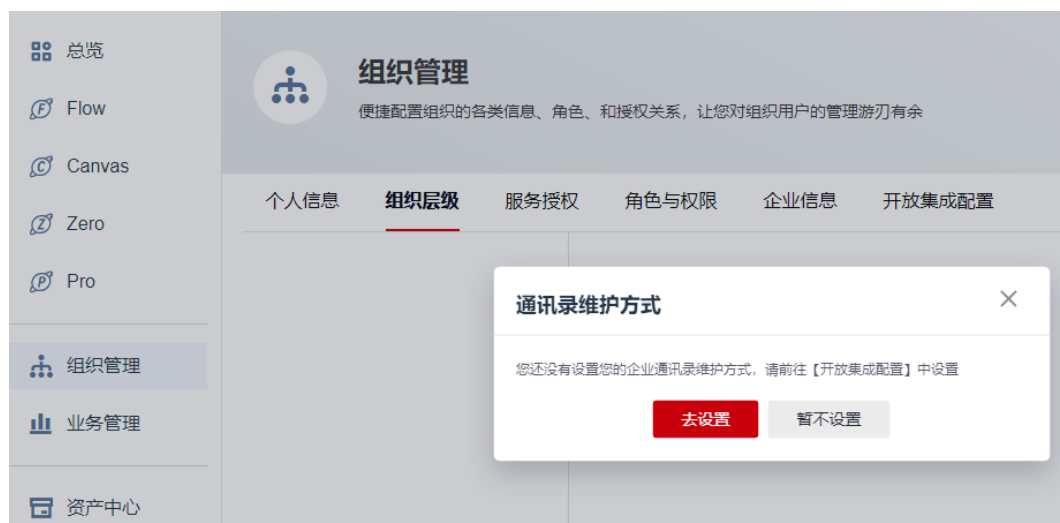 总览
Flow
Canvas
Zero
Pro
组织管理
业务管理
资产中心
组织管理
便捷配置组织的各类信息、角色、和授权关系，让您对组织用户的管理游刃有余
个人信息 组织层级 服务授权 角色与权限 企业信息 开放集成配置
通讯录维护方式
您还没有设置您的企业通讯录维护方式，请前往【开放集成配置】中设置
去设置 暂不设置